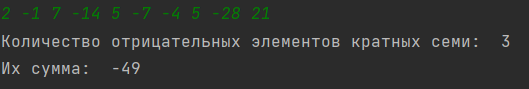 2 -1 7 -14 5 -7 -4 5 -28 21
Количество отрицательных элементов кратных семи:  3
Их сумма:  -49